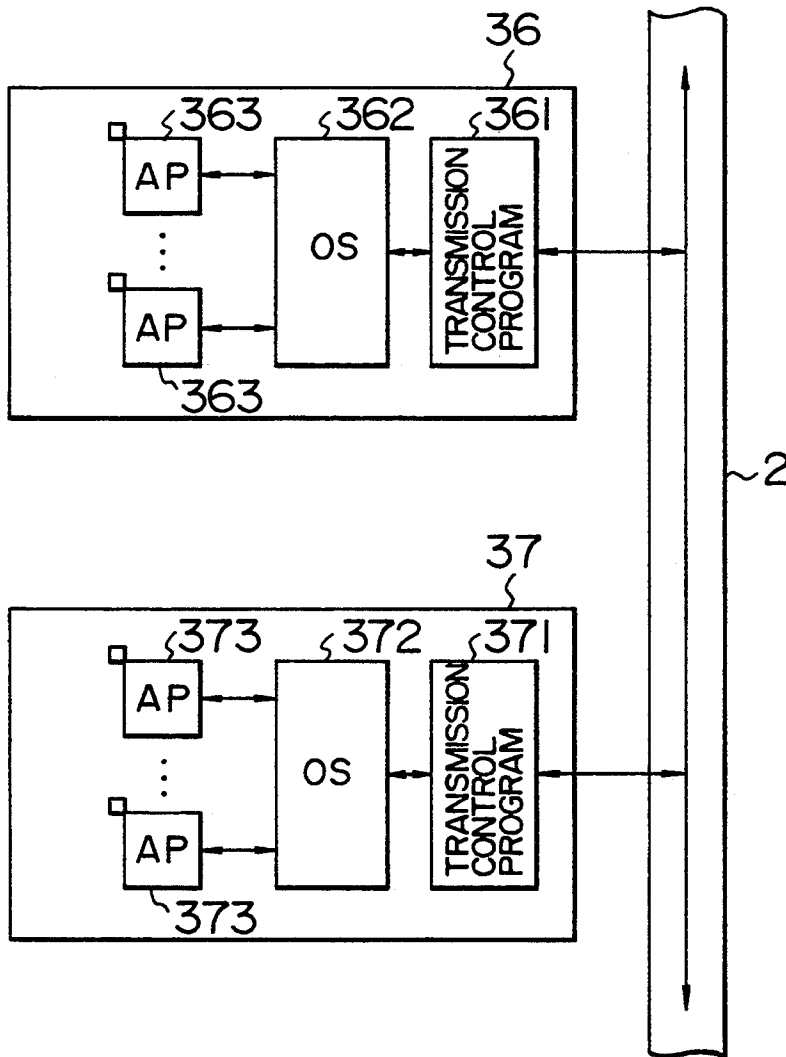 36
363 362 361
AP
OS
TRANSMISSION
CONTROL
PROGRAM
AP
363
2
37
373 372 371
AP
OS
TRANSMISSION
CONTROL
PROGRAM
AP
373